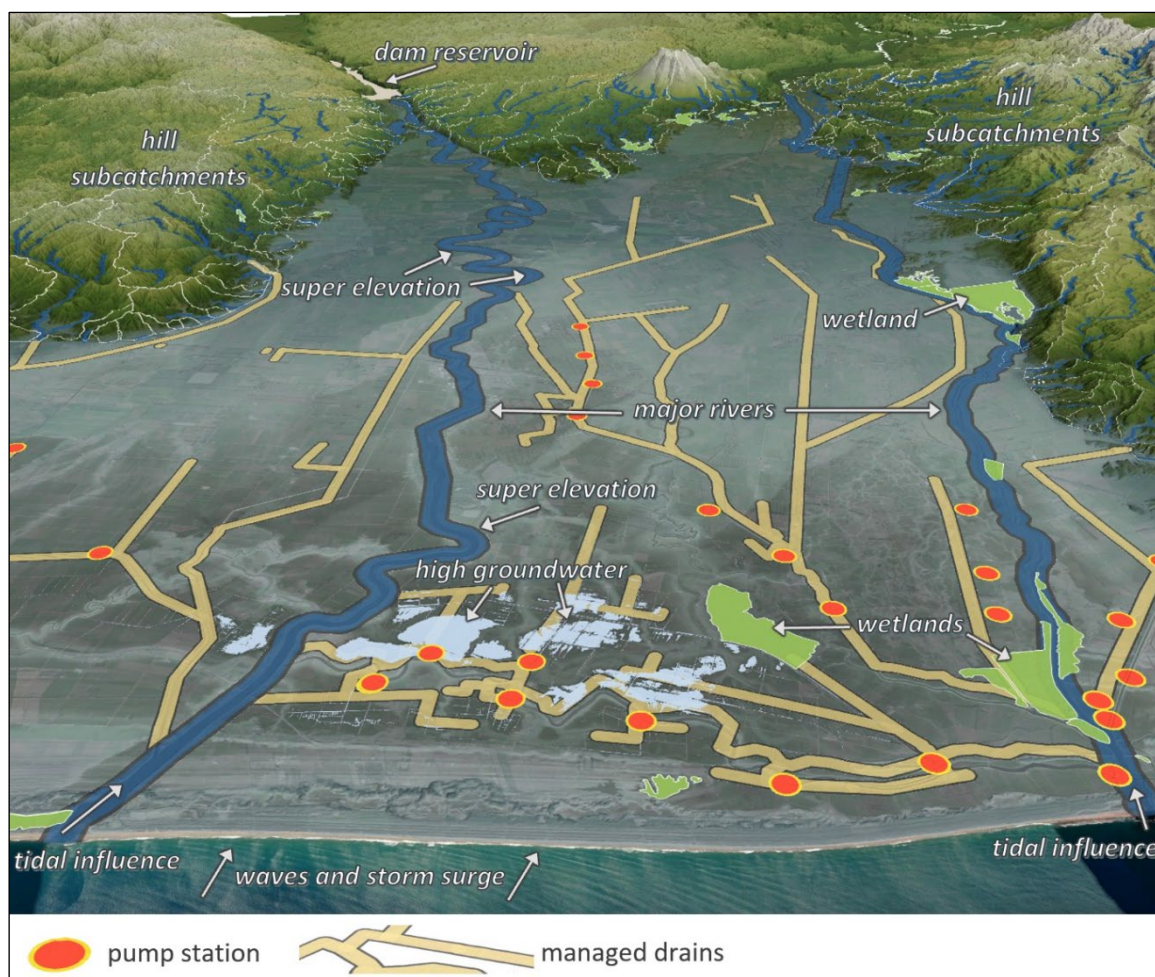 dam reservoir
hill
subcatchments
hill
subcatchments
super elevation
wetland
major rivers
super elevation
high groundwater
wetlands
tidal influence
waves and storm surge
tidal influence
pump station
managed drains